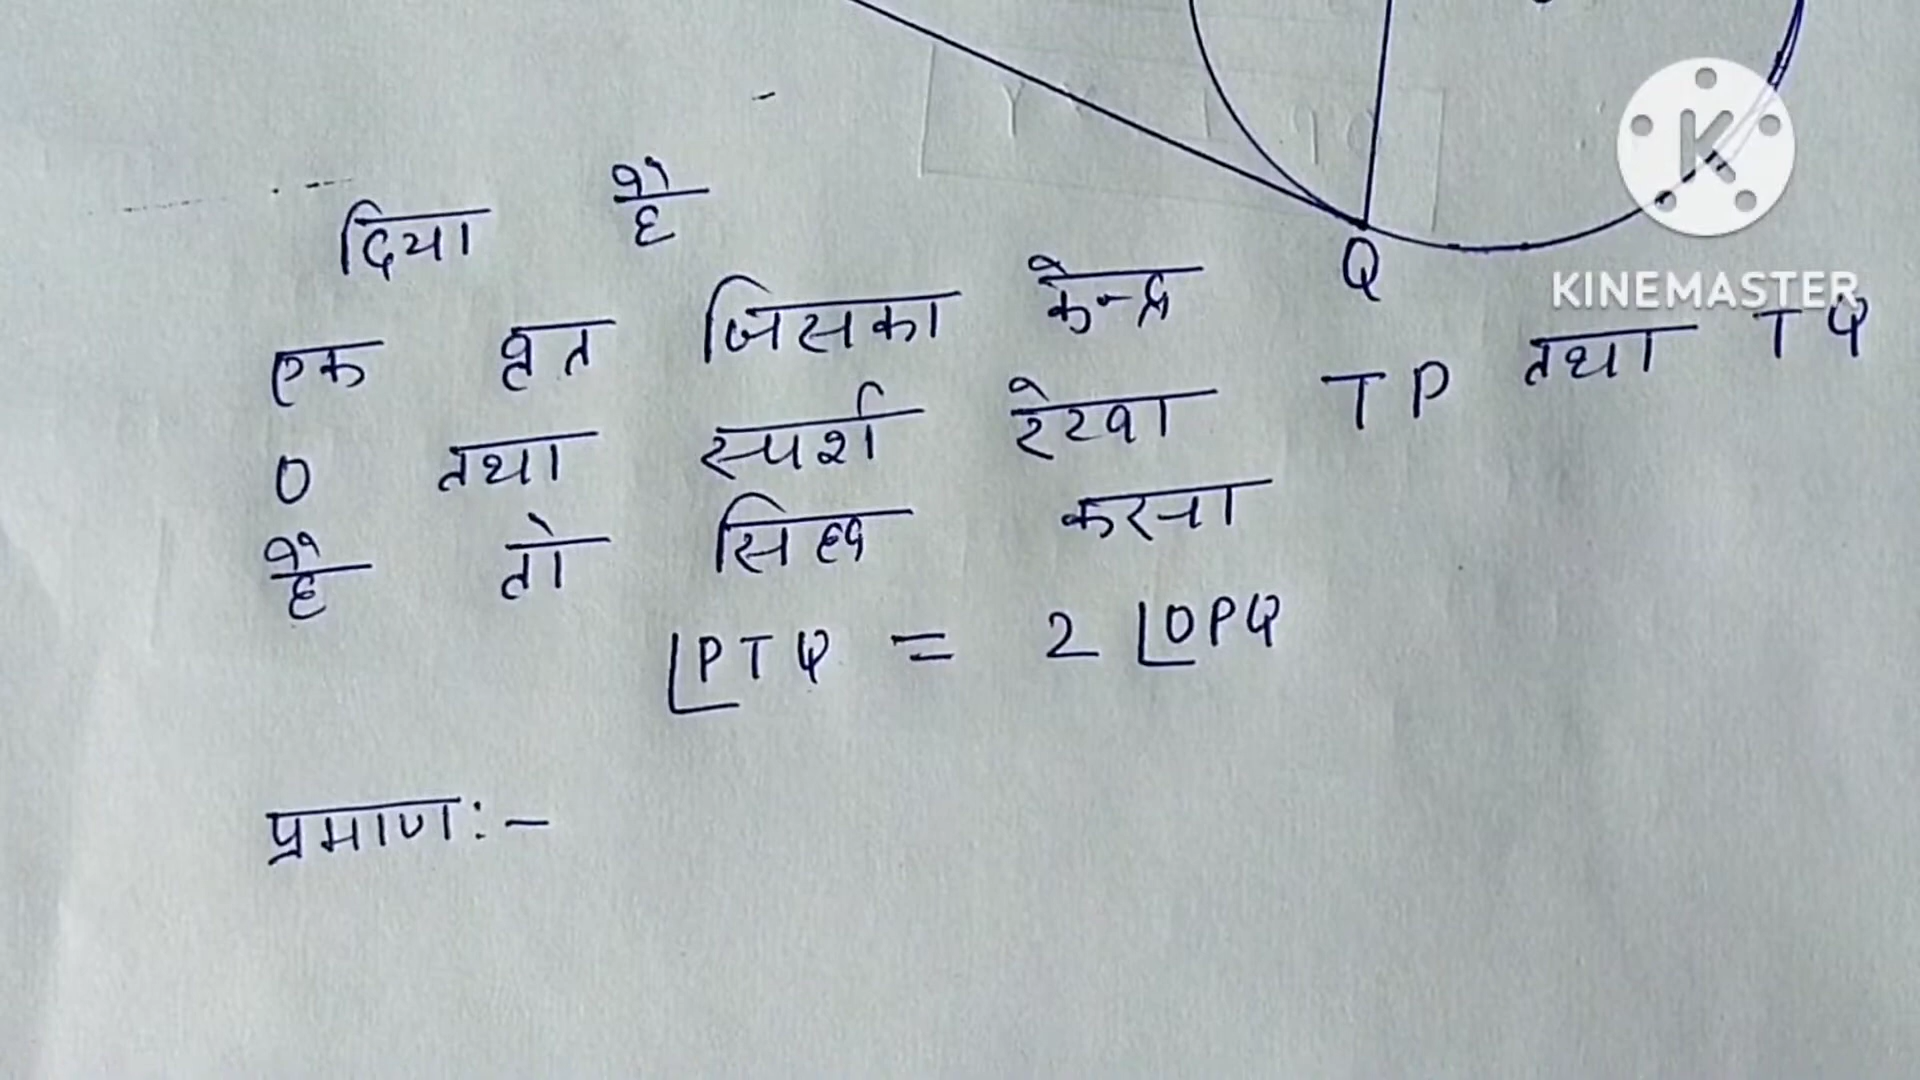 Q
KINEMASTER
दिया है
एक वृत जिसका केन्द्र
O तथा स्पर्श रेखा TP तथा TQ
है तो सिद्ध करना
∠PTQ = 2 ∠OPQ
प्रमाण:-